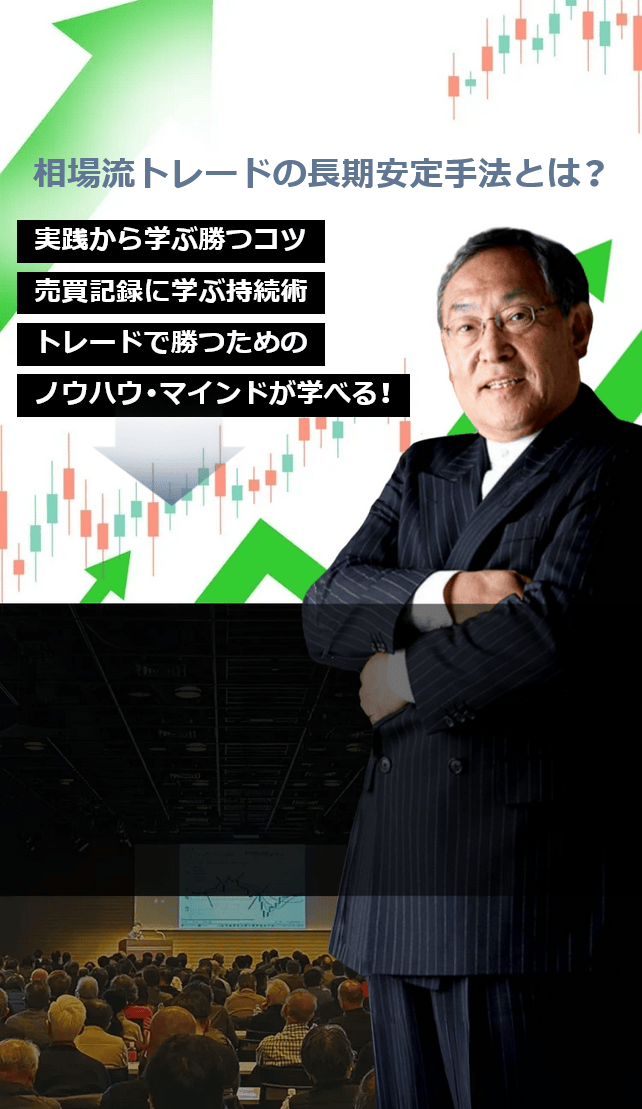 相場流トレードの長期安定手法とは？
実践から学ぶ勝つコツ
売買記録に学ぶ持続術
トレードで勝つための
ノウハウ・マインドが学べる！